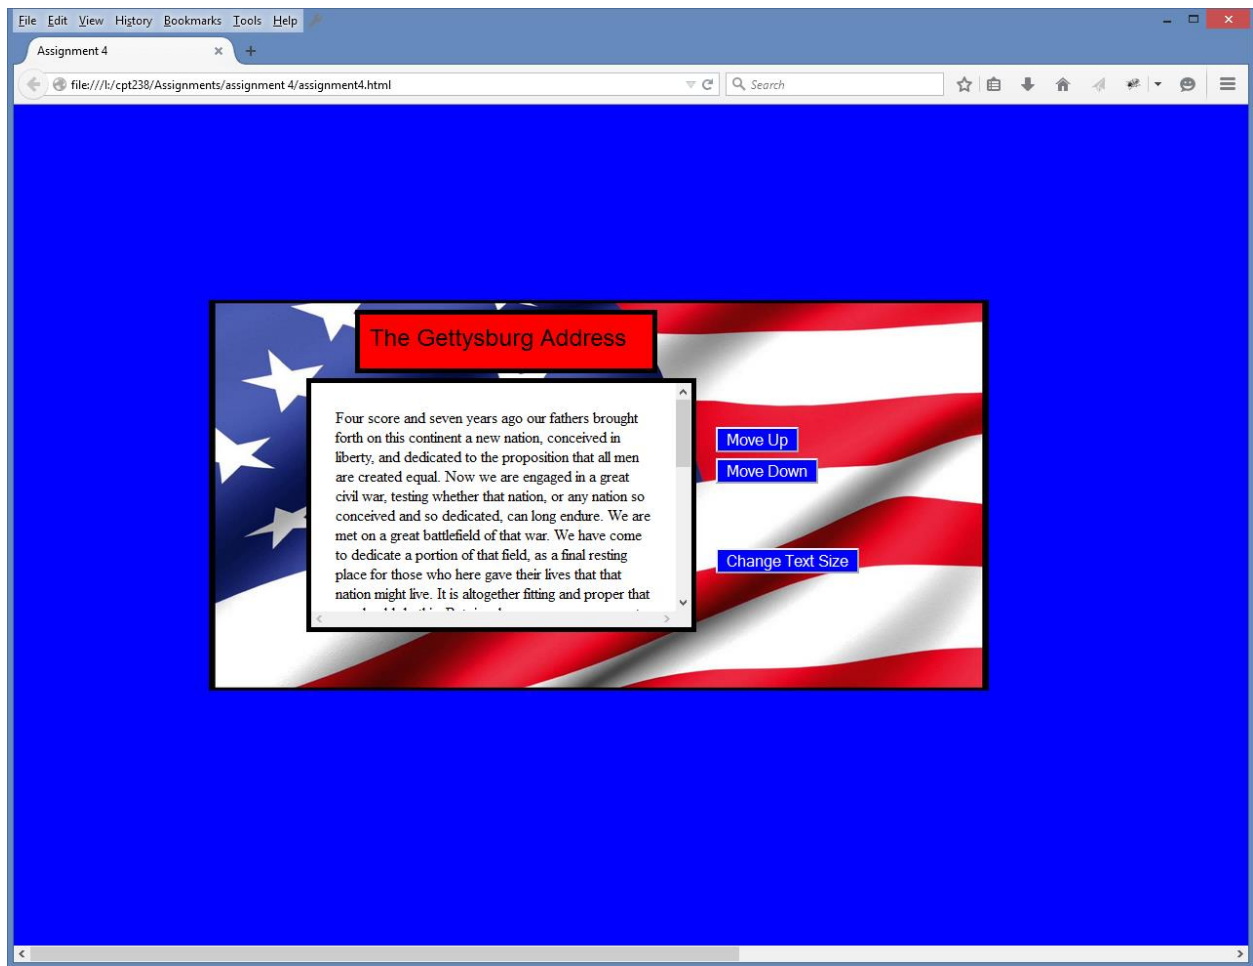 File Edit View History Bookmarks Tools Help
Assignment 4
file:///I:/cpt238/Assignments/assignment 4/assignment4.html
Search
The Gettysburg Address
Four score and seven years ago our fathers brought
forth on this continent a new nation, conceived in
liberty, and dedicated to the proposition that all men
are created equal. Now we are engaged in a great
civil war, testing whether that nation, or any nation so
conceived and so dedicated, can long endure. We are
met on a great battlefield of that war. We have come
to dedicate a portion of that field, as a final resting
place for those who here gave their lives that that
nation might live. It is altogether fitting and proper that
Move Up
Move Down
Change Text Size